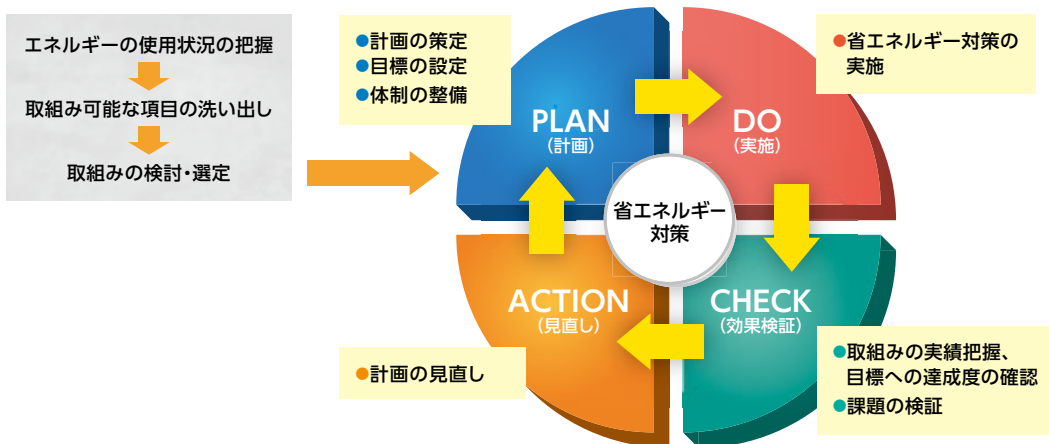 エネルギーの使用状況の把握
取組み可能な項目の洗い出し
取組みの検討・選定
●計画の策定
●目標の設定
●体制の整備
PLAN
(計画)
●省エネルギー対策の
実施
DO
(実施)
省エネルギー
対策
CHECK
(効果検証)
●取組みの実績把握、
目標への達成度の確認
●課題の検証
ACTION
(見直し)
●計画の見直し